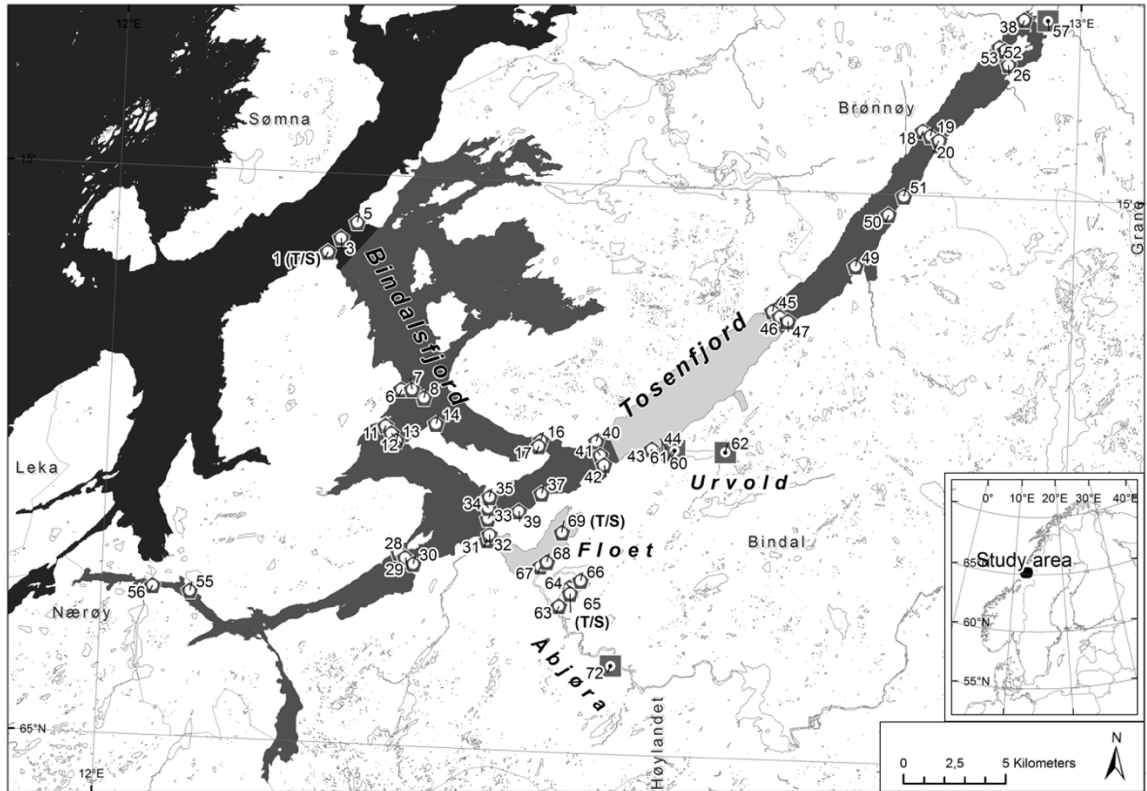 12°E
38
57
13°E
52
53
26
Brønnøy
Sømna
19
18
20
15'
15'
51
50
5
3
1 (T/S)
49
Grane
Bindalsfjord
45
46
47
Tosenfjord
7
6
8
14
11
13
12
16
17
40
41
42
44
43
61
60
62
Urvold
Leka
35
37
34
33
39
69 (T/S)
31
32
Floet
Bindal
28
30
29
68
67
66
64
65
(T/S)
63
55
56
Nærøy
Åbjøra
72
Høylandet
65°N
12°E
0°
10°E
20°E
30°E
40°E
Study area
65°N
60°N
55°N
N
0
2,5
5 Kilometers